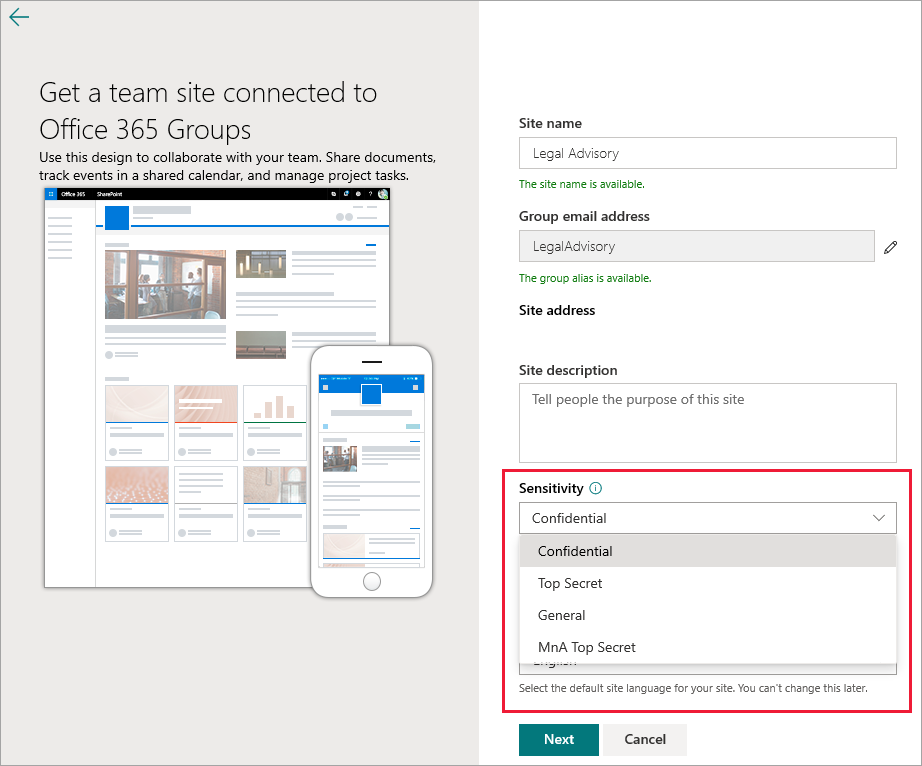 Get a team site connected to
Office 365 Groups
Use this design to collaborate with your team. Share documents,
track events in a shared calendar, and manage project tasks.
Office 365 SharePoint
?
Site name
Legal Advisory
The site name is available.
Group email address
LegalAdvisory
The group alias is available.
Site address
Site description
Tell people the purpose of this site
Sensitivity
Confidential
Confidential
Top Secret
General
MnA Top Secret
English
Select the default site language for your site. You can't change this later.
Next Cancel